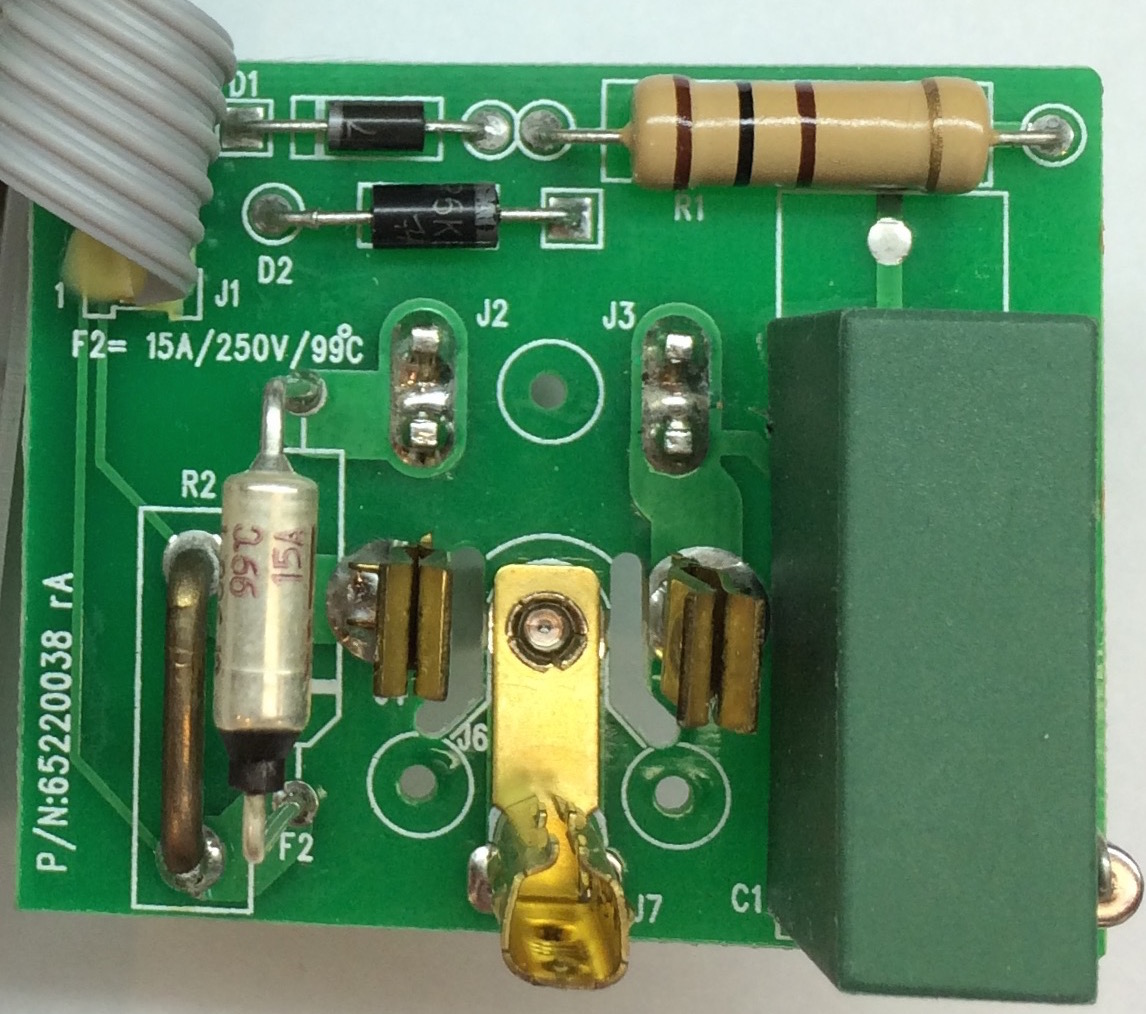 D1
R1
D2
1
J1
J2
J3
F2= 15A/250V/99°C
R2
99°C
15A
P/N:65220038 rA
J6
F2
J7
C1